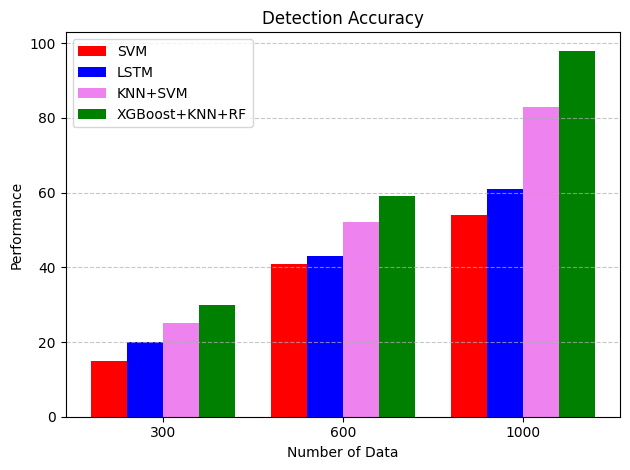 Detection Accuracy
SVM
LSTM
KNN+SVM
XGBoost+KNN+RF
100
80
60
40
20
0
Performance
300
600
1000
Number of Data